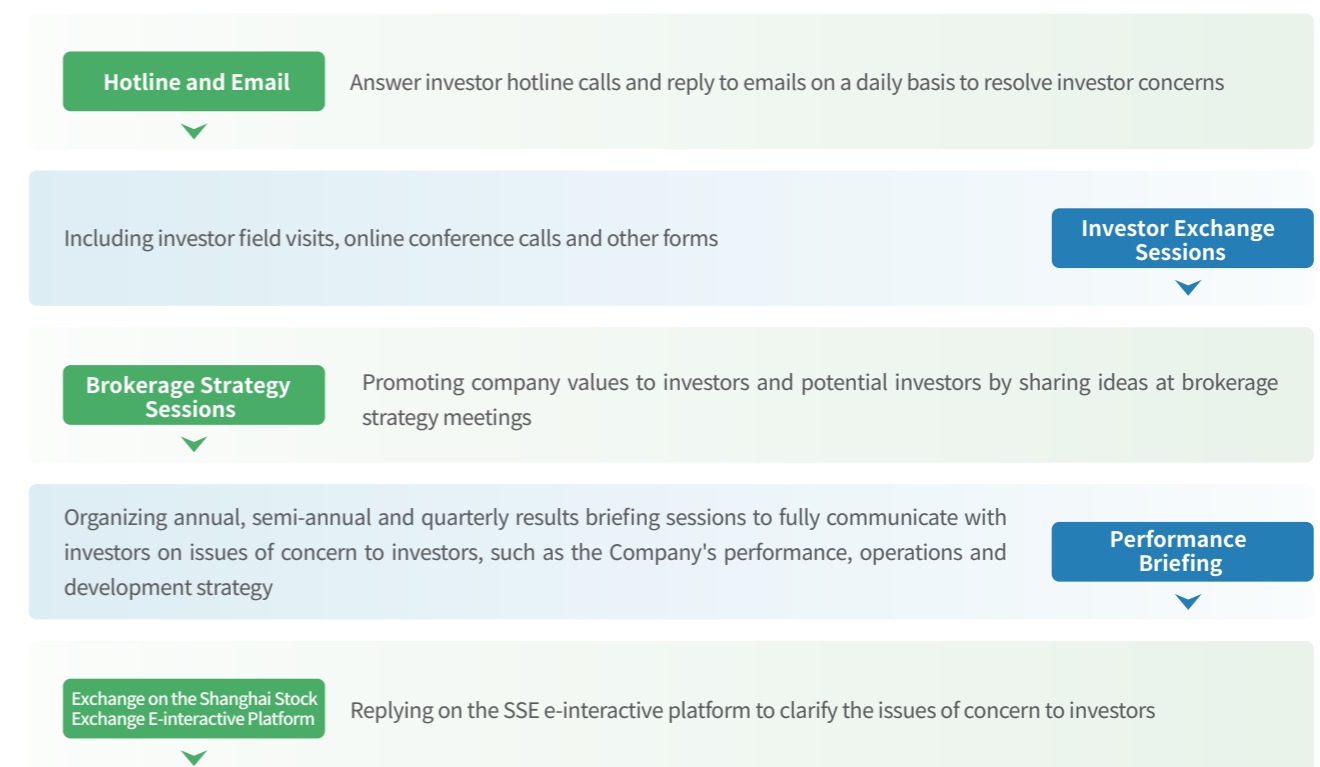 Hotline and Email
Answer investor hotline calls and reply to emails on a daily basis to resolve investor concerns
Including investor field visits, online conference calls and other forms
Investor Exchange
Sessions
Brokerage Strategy
Sessions
Promoting company values to investors and potential investors by sharing ideas at brokerage
strategy meetings
Organizing annual, semi-annual and quarterly results briefing sessions to fully communicate with
investors on issues of concern to investors, such as the Company's performance, operations and
development strategy
Performance
Briefing
Exchange on the Shanghai Stock
Exchange E-interactive Platform
Replying on the SSE e-interactive platform to clarify the issues of concern to investors